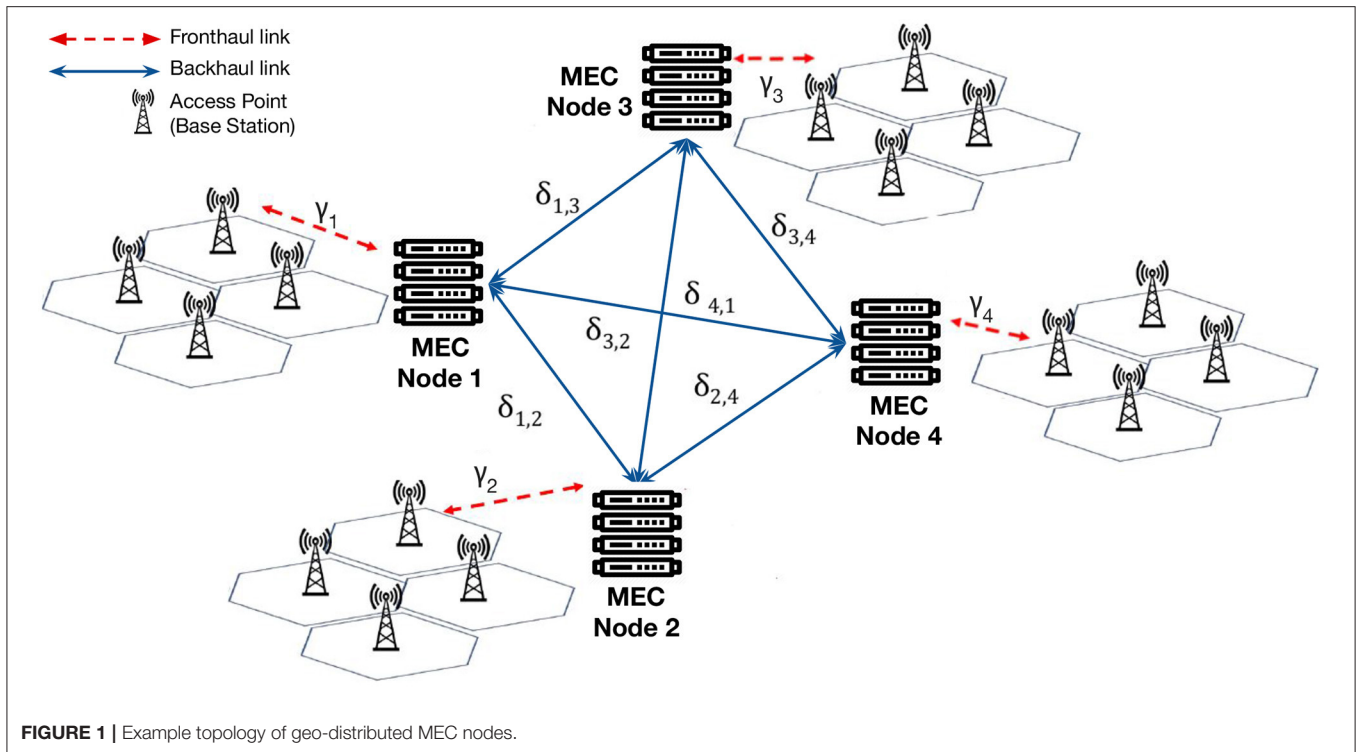 Fronthaul link
Backhaul link
Access Point
(Base Station)
MEC
Node 3
γ3
γ1
δ1,3
δ3,4
MEC
Node 1
δ 4,1
δ3,2
γ4
MEC
Node 4
δ1,2
δ2,4
γ2
MEC
Node 2
FIGURE 1 | Example topology of geo-distributed MEC nodes.